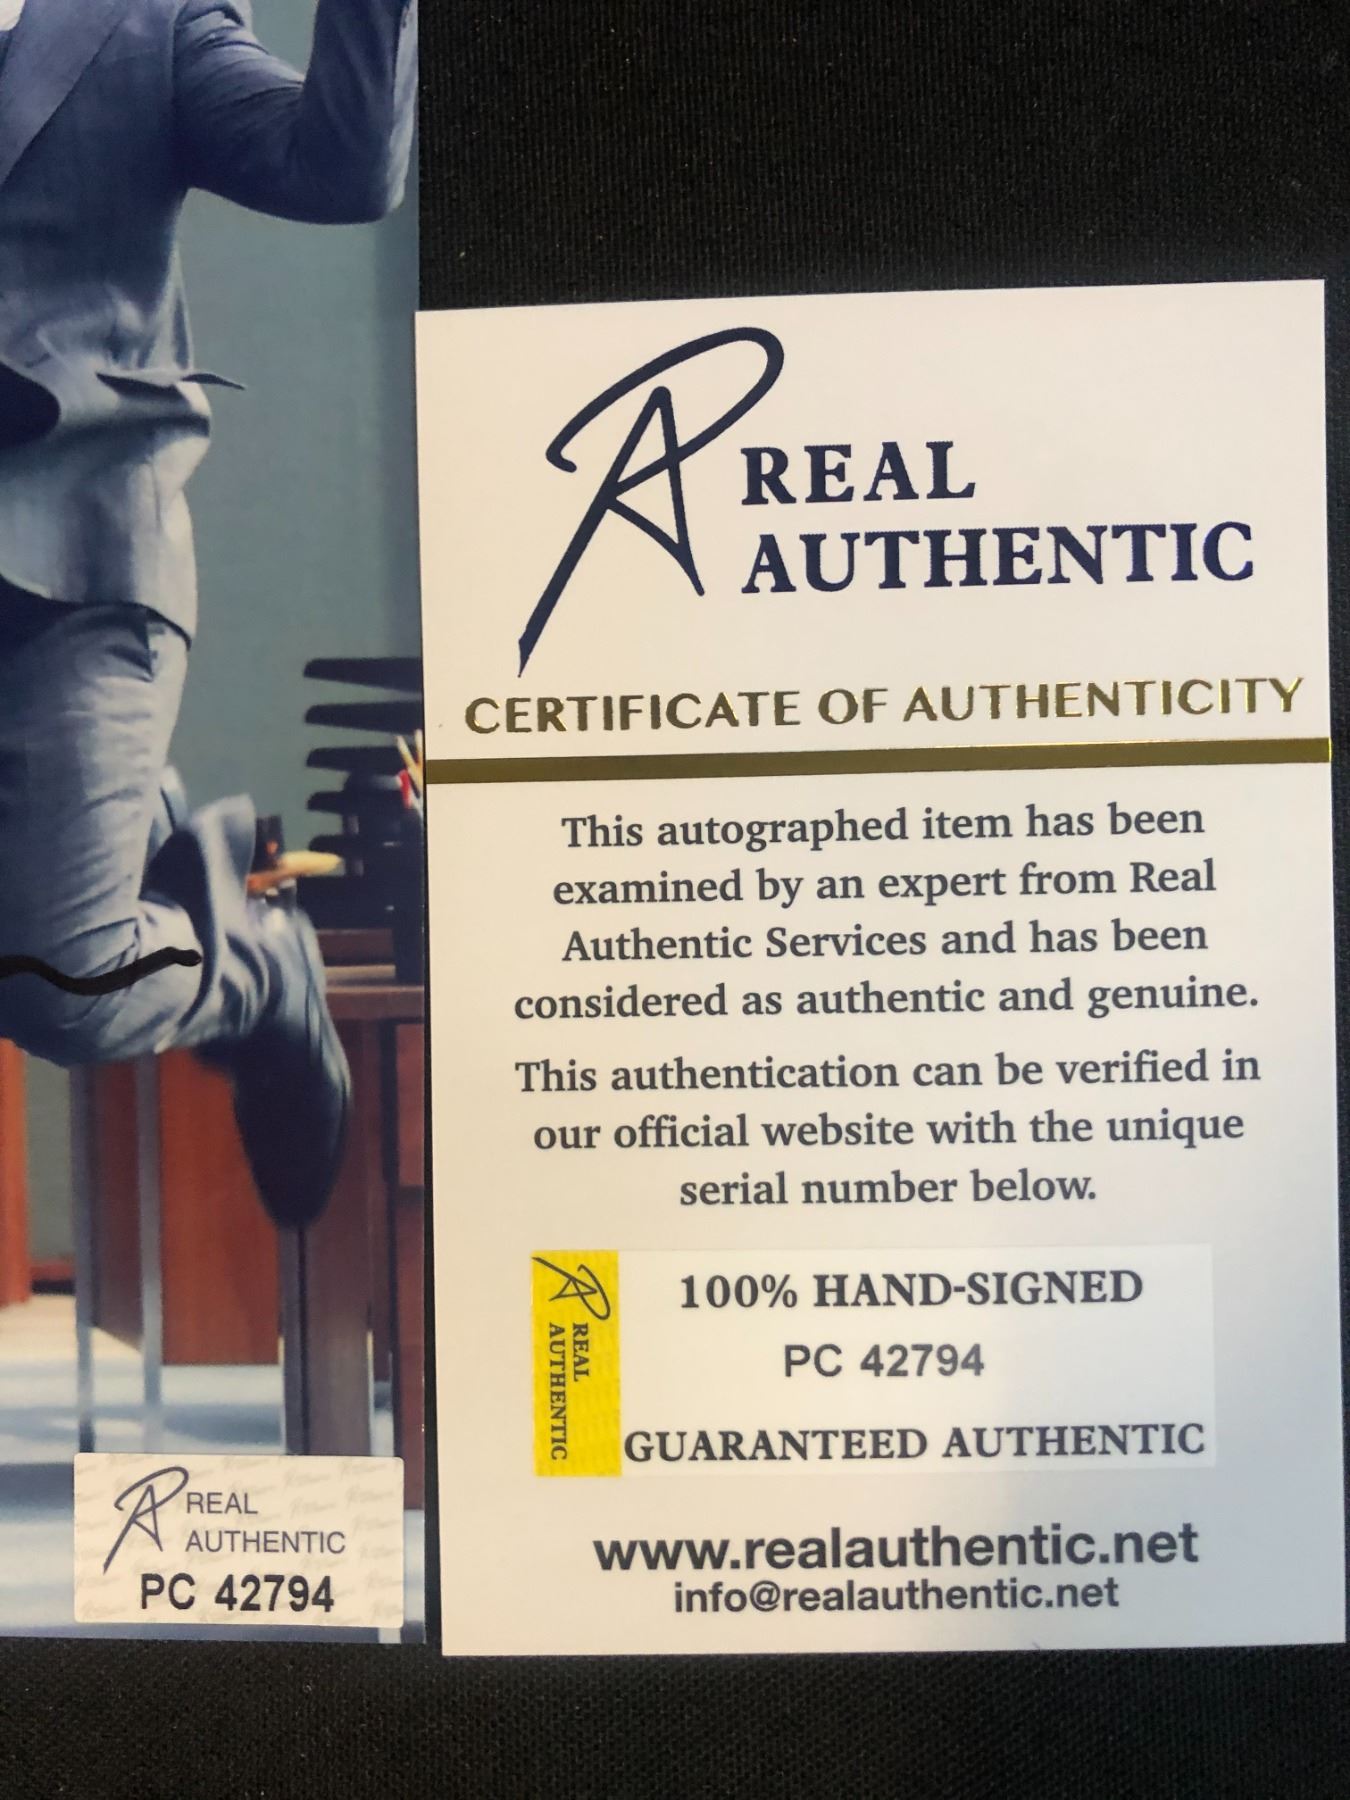 REAL
AUTHENTIC
CERTIFICATE OF AUTHENTICITY
This autographed item has been
examined by an expert from Real
Authentic Services and has been
considered as authentic and genuine.
This authentication can be verified in
our official website with the unique
serial number below.
REAL
AUTHENTIC
100% HAND-SIGNED
PC 42794
GUARANTEED AUTHENTIC
www.realauthentic.net
info@realauthentic.net
REAL
AUTHENTIC
PC 42794